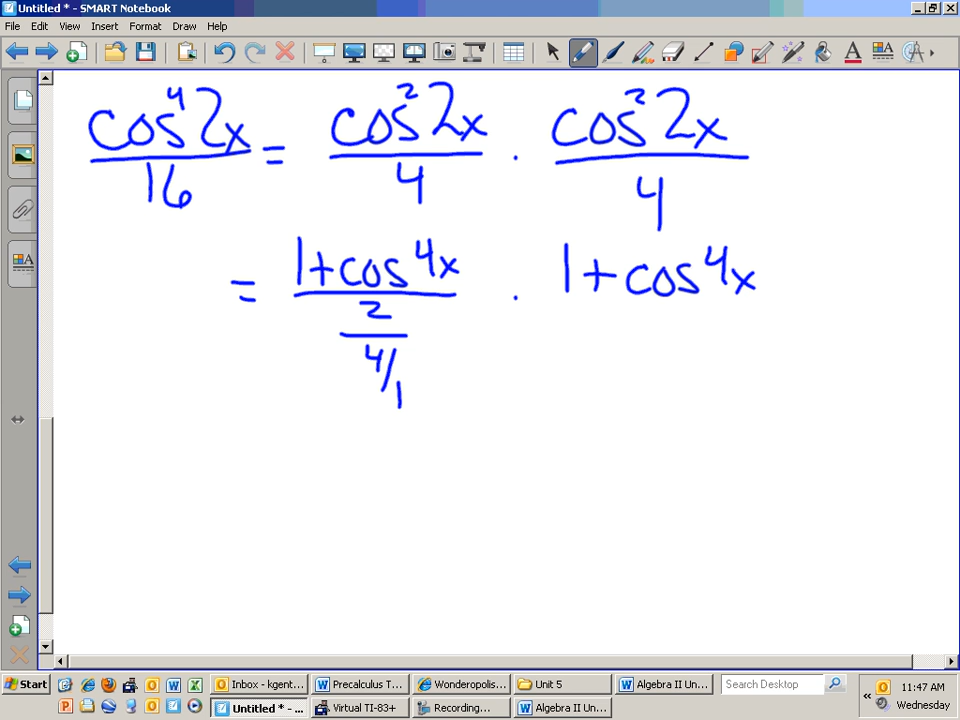 Untitled * - SMART Notebook
File Edit View Insert Format Draw Help
cos⁴2x/16 = cos²2x/4 · cos²2x/4
= ((1+cos4x)/2)/(4/1) · 1+cos4x
Start
Inbox - kgent...
Precalculus T...
Wonderopolis...
Unit 5
Algebra II Un...
Search Desktop
11:47 AM
Untitled * - ...
Virtual TI-83+
Recording...
Algebra II Un...
Wednesday